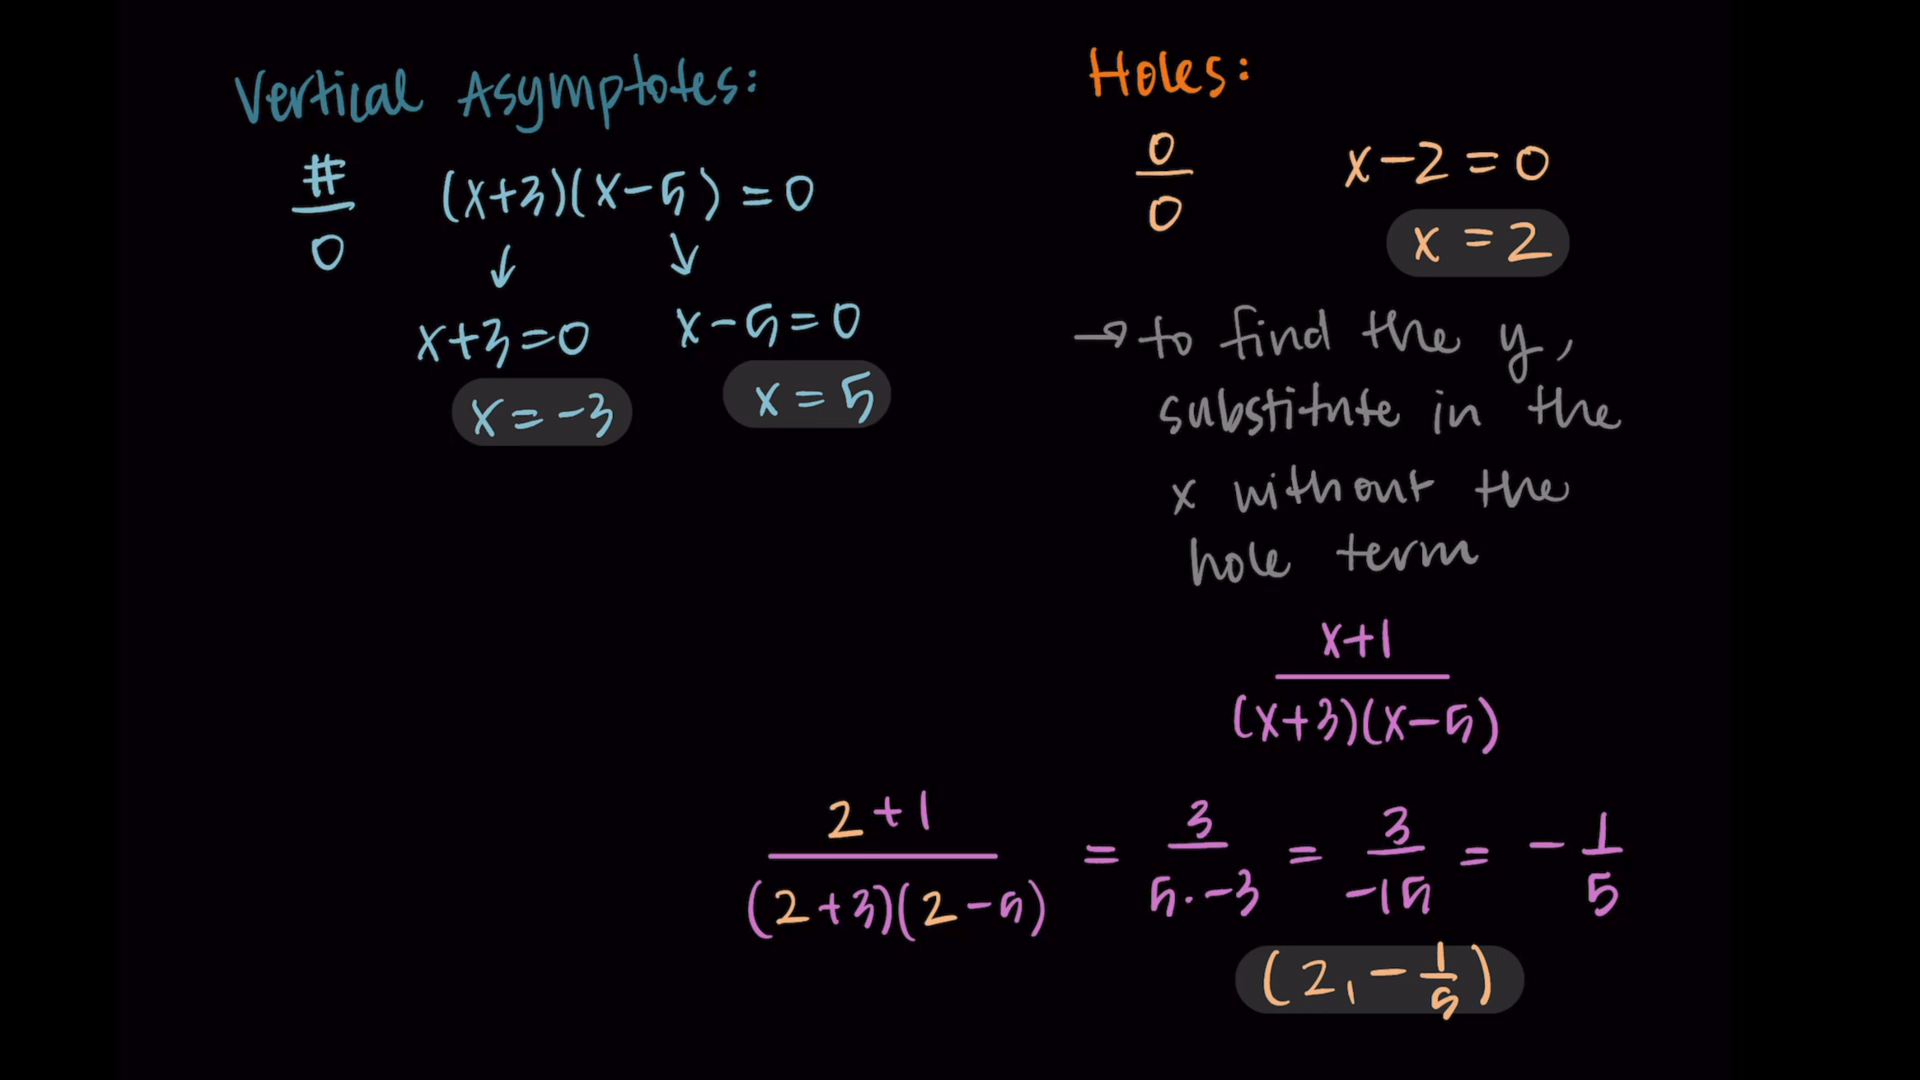 Vertical Asymptotes:
#/0
(x+3)(x-5) = 0
↓ ↓
x+3=0
x-5=0
x = -3
x = 5
Holes:
0/0
x-2 = 0
x = 2
→ to find the y,
substitute in the
x without the
hole term
x+1
(x+3)(x-5)
2+1/(2+3)(2-5) = 3/5·-3 = 3/-15 = -1/5
(2, -1/5)